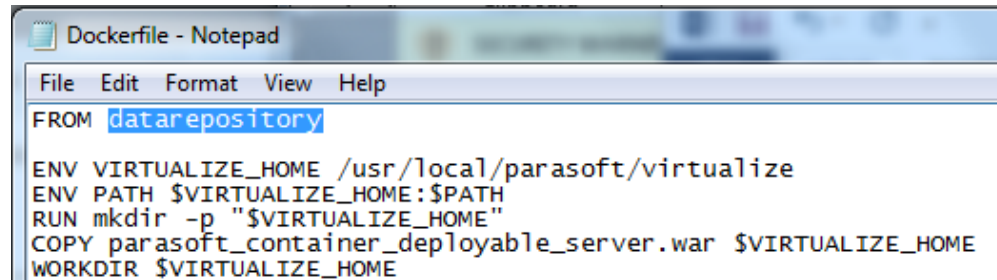 Dockerfile - Notepad
File Edit Format View Help
FROM datarepository
ENV VIRTUALIZE_HOME /usr/local/parasoft/virtualize
ENV PATH $VIRTUALIZE_HOME:$PATH
RUN mkdir -p "$VIRTUALIZE_HOME"
COPY parasoft_container_deployable_server.war $VIRTUALIZE_HOME
WORKDIR $VIRTUALIZE_HOME